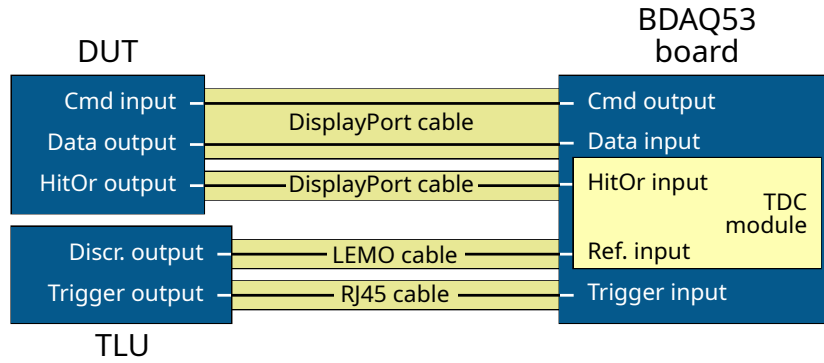 DUT
BDAQ53
board
Cmd input
DisplayPort cable
Cmd output
Data output
Data input
HitOr output
DisplayPort cable
HitOr input
TDC
module
Discr. output
LEMO cable
Ref. input
Trigger output
RJ45 cable
Trigger input
TLU